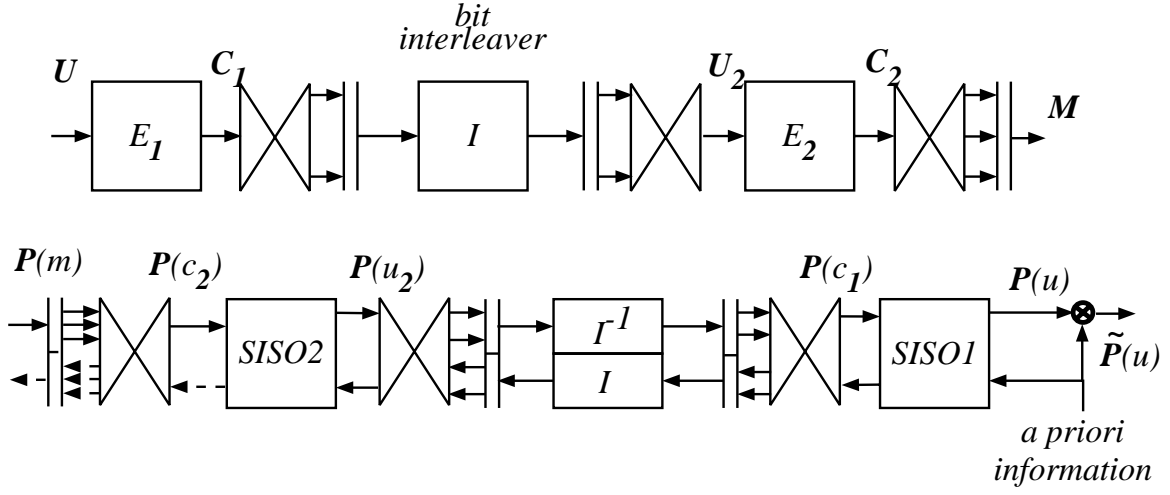 bit
interleaver
U
C1
U2
C2
M
E1
I
E2
P(m)
P(c2)
P(u2)
P(c1)
P(u)
SISO2
I-1
I
SISO1
P̃(u)
a priori
information